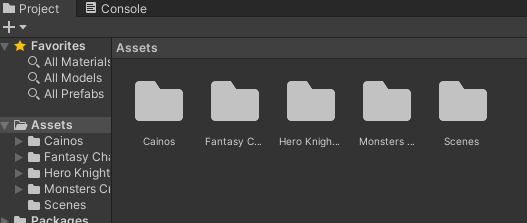 Project
Console
Favorites
All Materials
All Models
All Prefabs
Assets
Cainos
Fantasy Cha
Hero Knight
Monsters Cr
Scenes
Packages
Assets
Cainos
Fantasy C...
Hero Knigh...
Monsters ...
Scenes